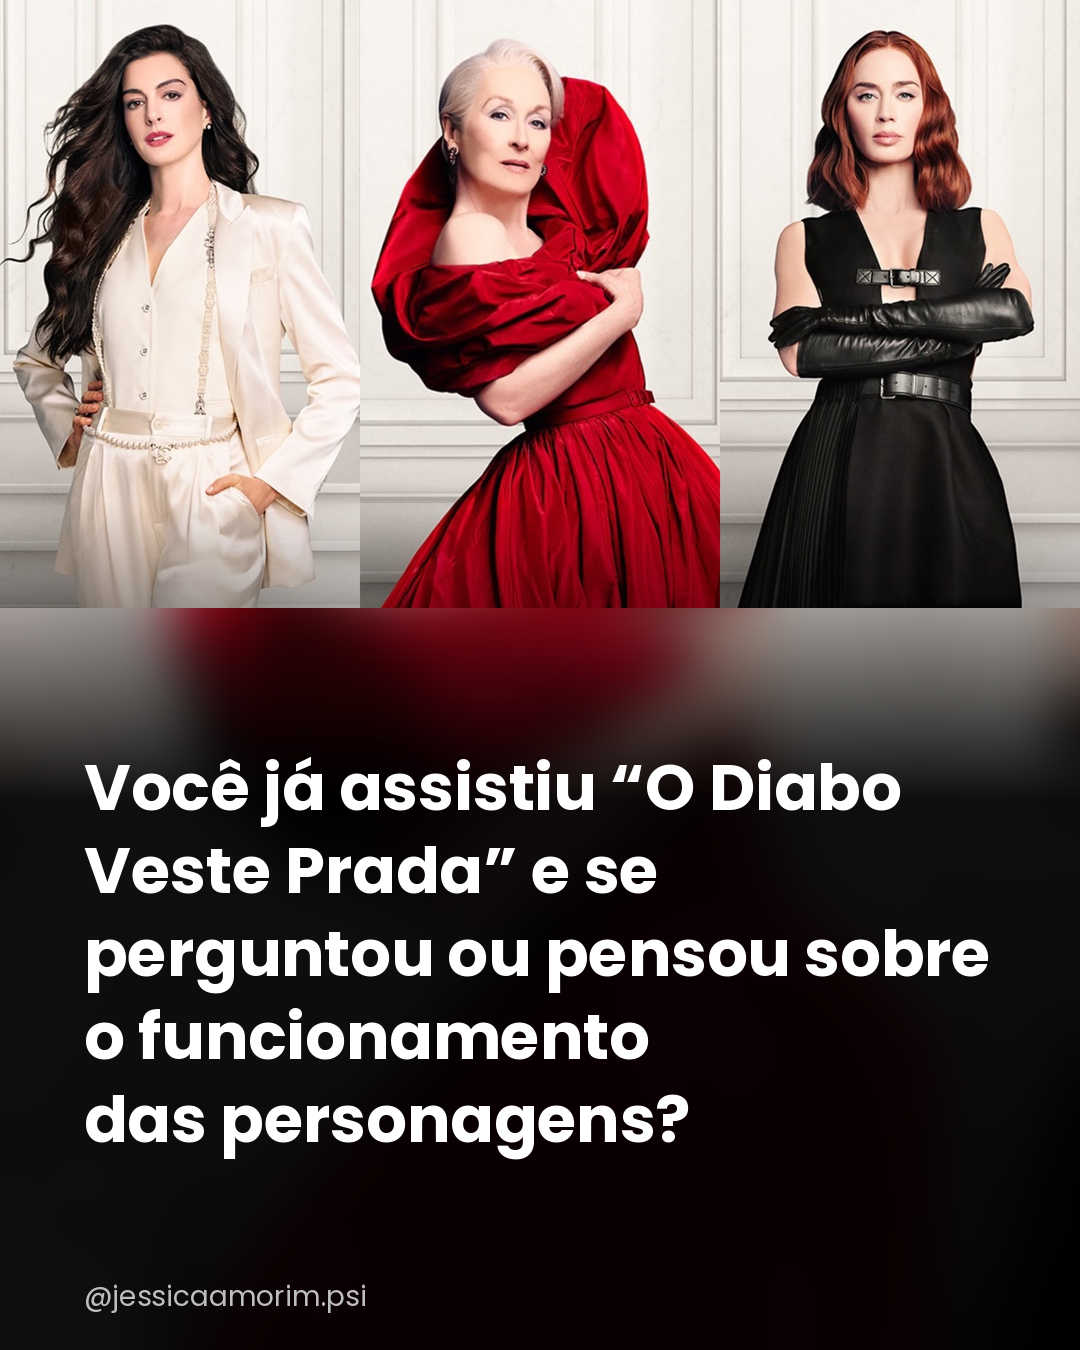 Você já assistiu “O Diabo
Veste Prada” e se
perguntou ou pensou sobre
o funcionamento
das personagens?
@jessicaamorim.psi